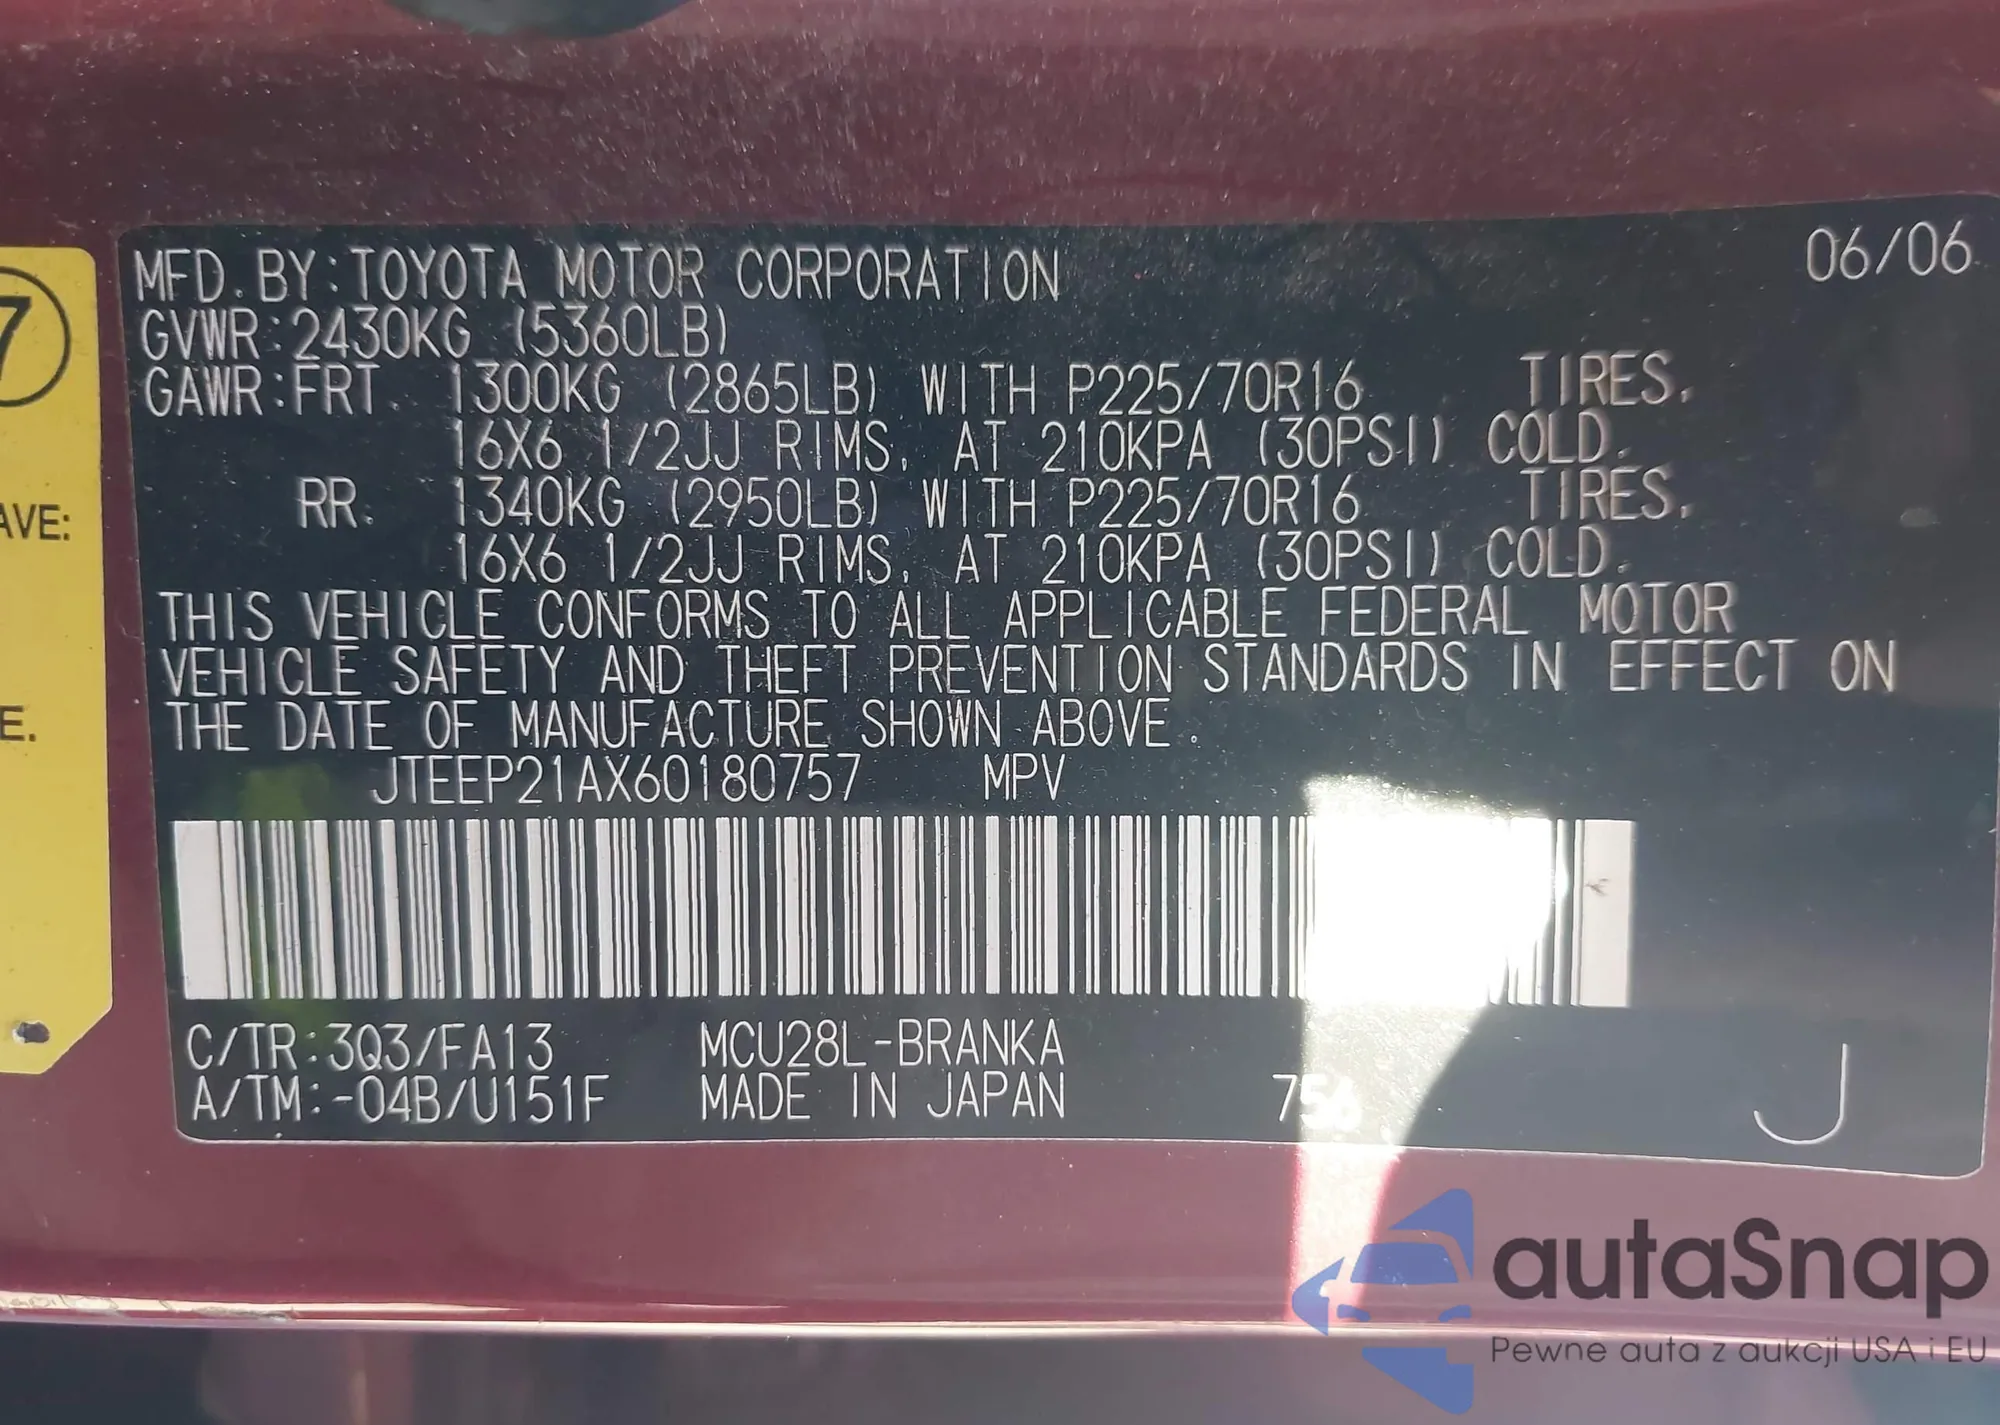 06/06
MFD. BY:TOYOTA MOTOR CORPORATION
GVWR:2430KG (5360LB)
GAWR:FRT. 1300KG (2865LB) WITH P225/70R16 TIRES.
16X6 1/2JJ RIMS. AT 210KPA (30PSI) COLD.
RR. 1340KG (2950LB) WITH P225/70R16 TIRES.
16X6 1/2JJ RIMS. AT 210KPA (30PSI) COLD.
THIS VEHICLE CONFORMS TO ALL APPLICABLE FEDERAL MOTOR
VEHICLE SAFETY AND THEFT PREVENTION STANDARDS IN EFFECT ON
THE DATE OF MANUFACTURE SHOWN ABOVE.
JTEEP21AX60180757 MPV
C/TR:3Q3/FA13 MCU28L-BRANKA
A/TM:-04B/U151F MADE IN JAPAN 756
J
7
AVE:
E.
autoSnap
Pewne auta z aukcji USA i EU